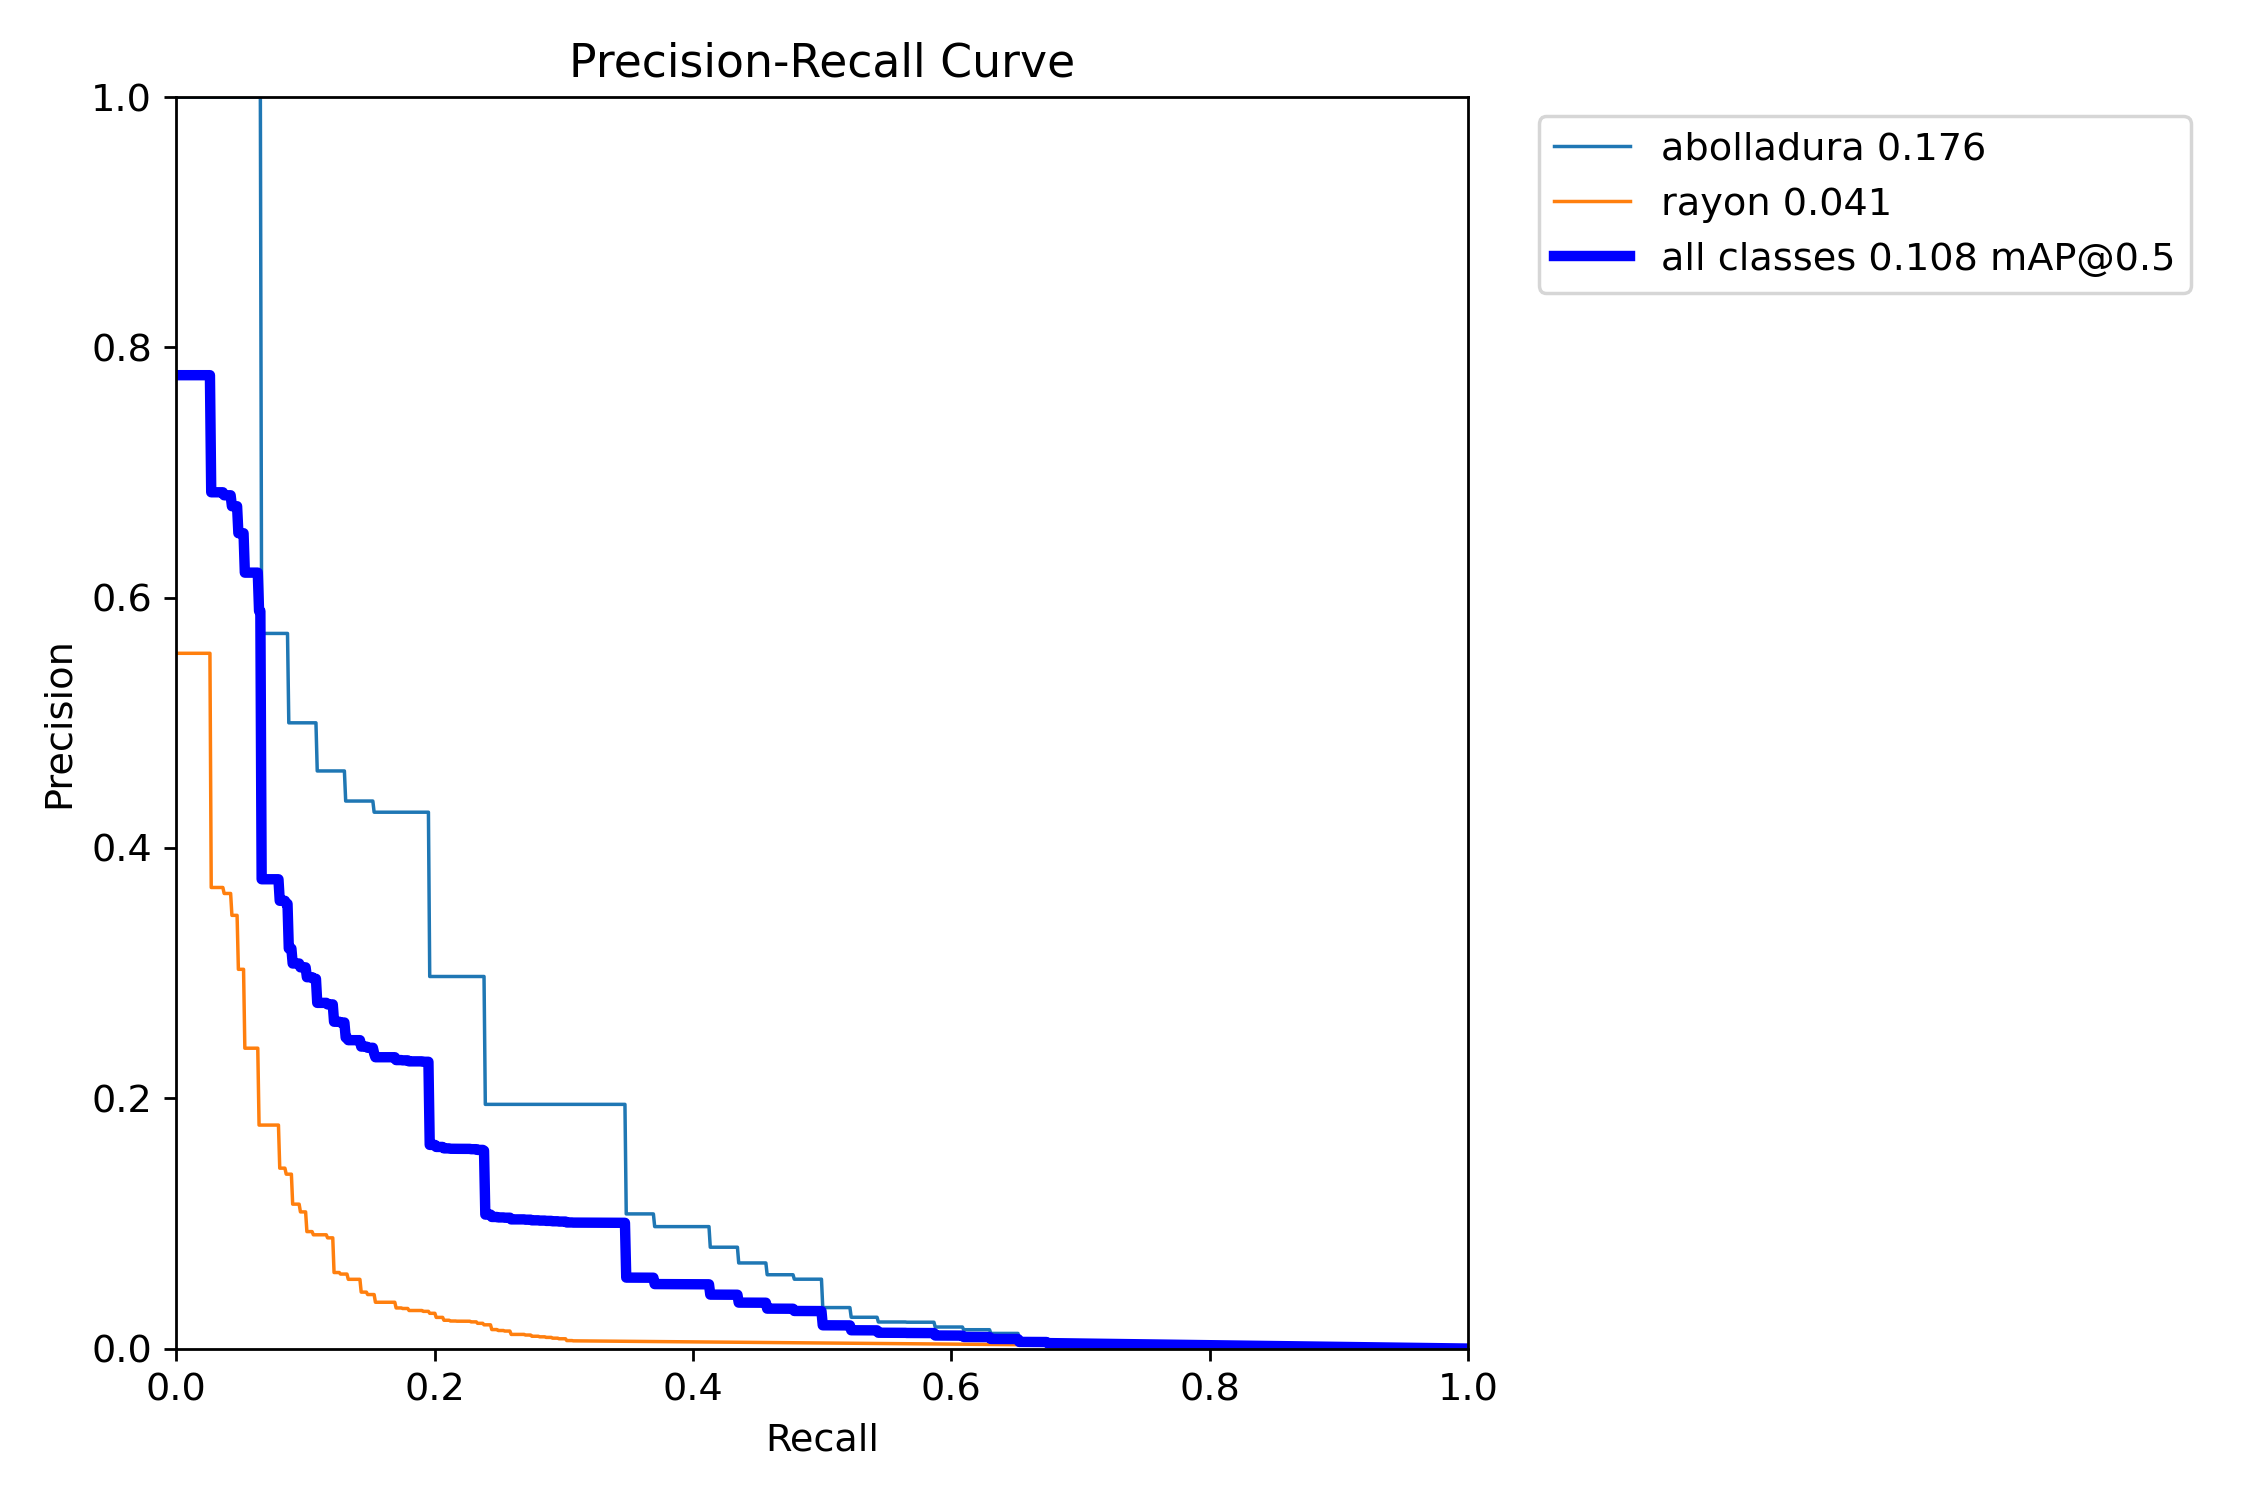 Precision-Recall Curve
1.0
0.8
0.6
0.4
0.2
0.0
Precision
0.0 0.2 0.4 0.6 0.8 1.0
Recall
abolladura 0.176
rayon 0.041
all classes 0.108 mAP@0.5